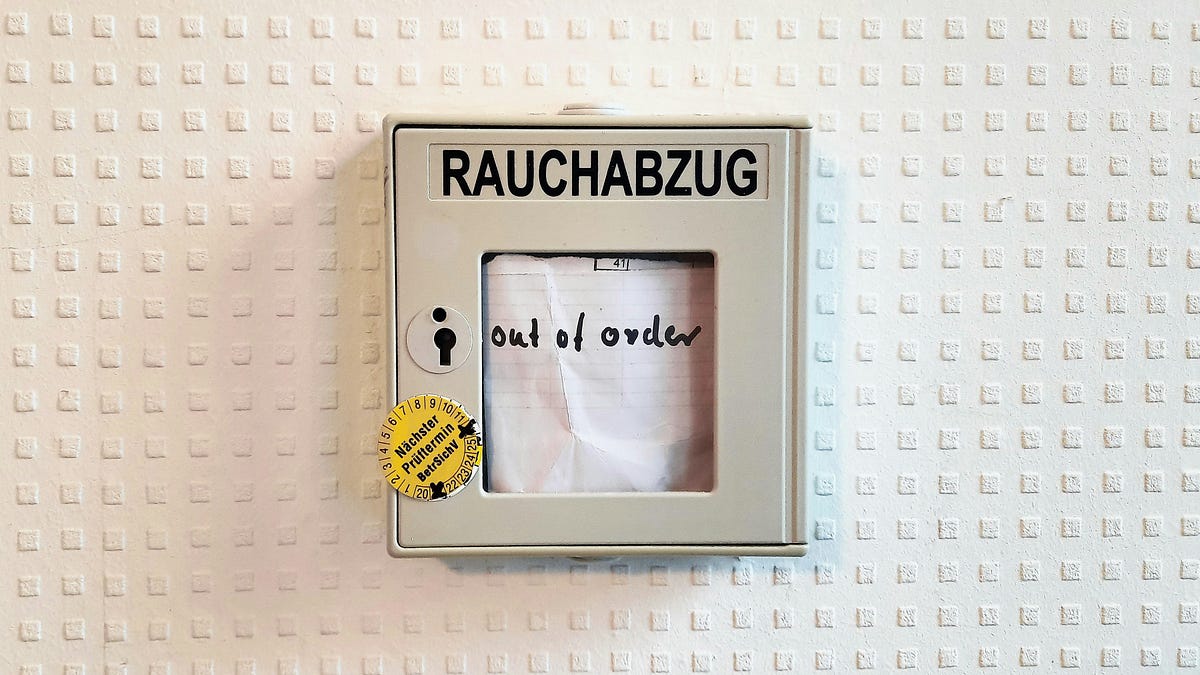 RAUCHABZUG
41
out of order
Nächster
Prüftermin
BetrSichV
1 2 3 4 5 6 7 8 9 10 11
20 22 23 24 25